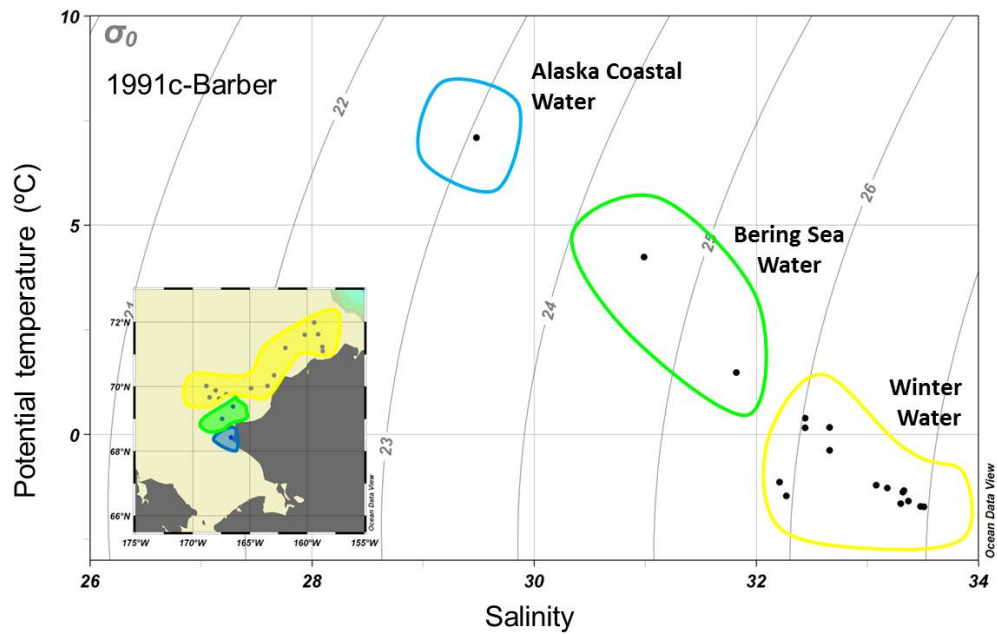 10
σ0
1991c-Barber
22
Alaska Coastal
Water
26
5
25
Bering Sea
Water
24
21
72°N
70°N
68°N
66°N
175°W
170°W
165°W
160°W
155°W
Ocean Data View
Winter
Water
0
23
Potential temperature (ºC)
Ocean Data View
26
28
30
32
34
Salinity